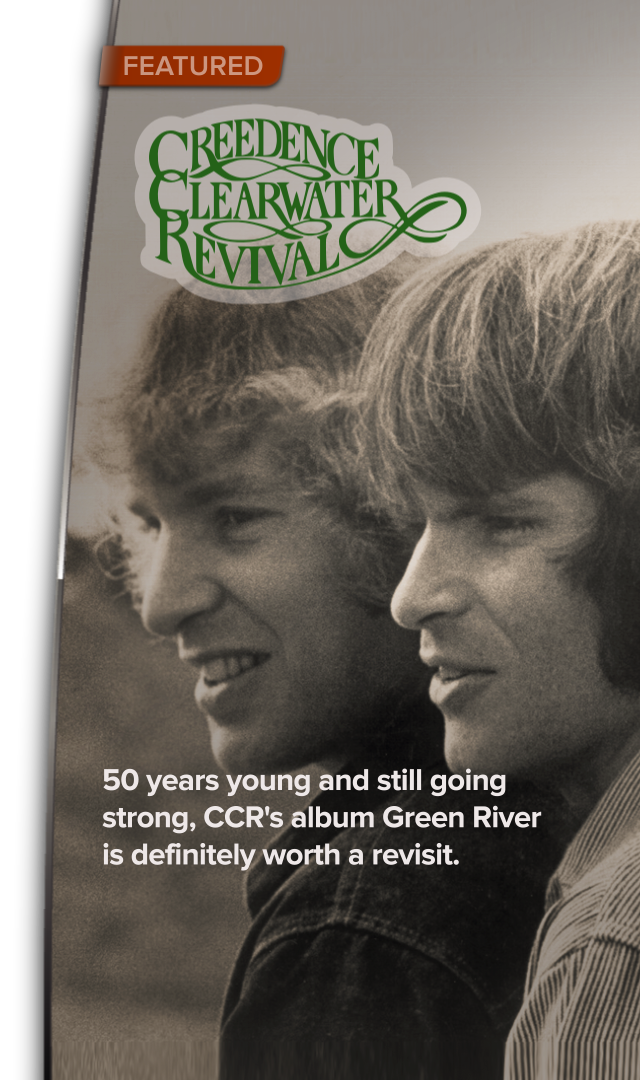 FEATURED
CREEDENCE
CLEARWATER
REVIVAL
50 years young and still going
strong, CCR's album Green River
is definitely worth a revisit.